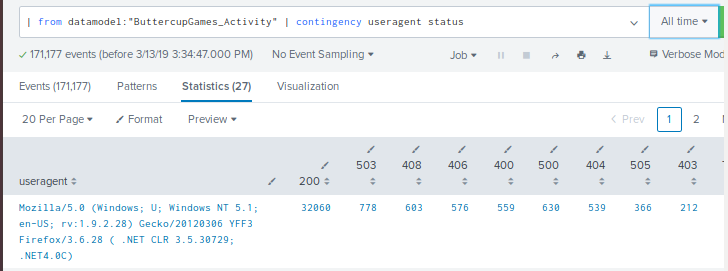 | from datamodel:"ButtercupGames_Activity" | contingency useragent status
All time
171,177 events (before 3/13/19 3:34:47.000 PM)
No Event Sampling
Job
Verbose Mod
Events (171,177)
Patterns
Statistics (27)
Visualization
20 Per Page
Format
Preview
< Prev
1
2
useragent
200
503
408
406
400
500
404
505
403
Mozilla/5.0 (Windows; U; Windows NT 5.1;
en-US; rv:1.9.2.28) Gecko/20120306 YFF3
Firefox/3.6.28 ( .NET CLR 3.5.30729;
.NET4.0C)
32060
778
603
576
559
630
539
366
212